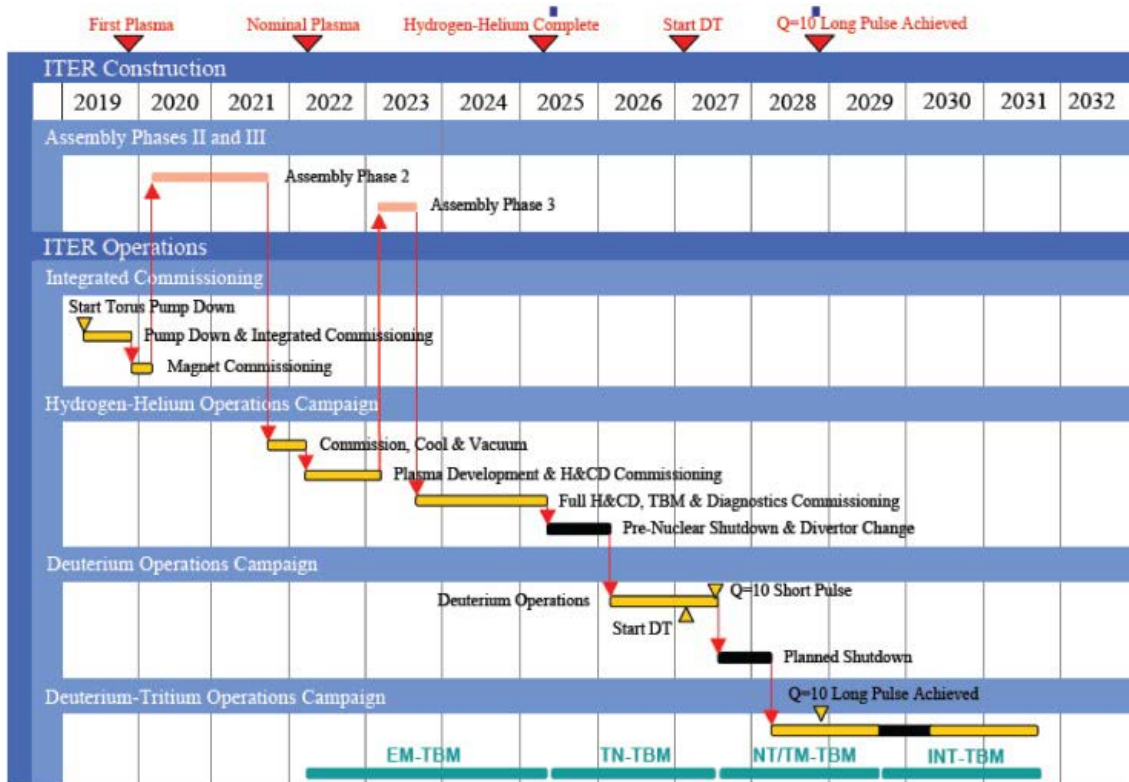 First Plasma Nominal Plasma Hydrogen-Helium Complete Start DT Q=10 Long Pulse Achieved
ITER Construction
2019 2020 2021 2022 2023 2024 2025 2026 2027 2028 2029 2030 2031 2032
Assembly Phases II and III
Assembly Phase 2
Assembly Phase 3
ITER Operations
Integrated Commissioning
Start Torus Pump Down
Pump Down & Integrated Commissioning
Magnet Commissioning
Hydrogen-Helium Operations Campaign
Commission, Cool & Vacuum
Plasma Development & H&CD Commissioning
Full H&CD, TBM & Diagnostics Commissioning
Pre-Nuclear Shutdown & Divertor Change
Deuterium Operations Campaign
Q=10 Short Pulse
Deuterium Operations
Start DT
Planned Shutdown
Deuterium-Tritium Operations Campaign
Q=10 Long Pulse Achieved
EM-TBM TN-TBM NT/TM-TBM INT-TBM